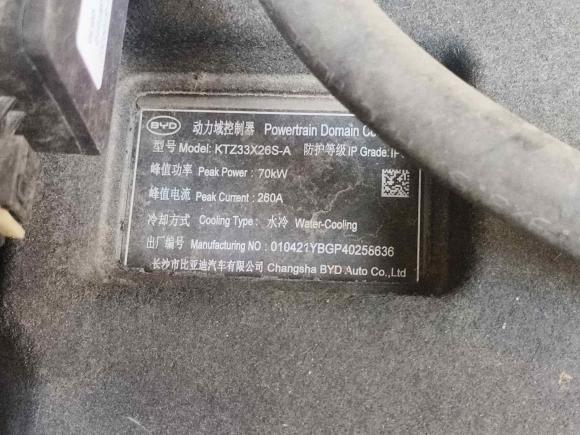 BYD 动力域控制器 Powertrain Domain Co
型号 Model: KTZ33X26S-A 防护等级 IP Grade: IP
峰值功率 Peak Power : 70kW
峰值电流 Peak Current : 260A
冷却方式 Cooling Type : 水冷 Water-Cooling
出厂编号 Manufacturing NO : 010421YBGP40258636
长沙市比亚迪汽车有限公司 Changsha BYD Auto Co.,Ltd